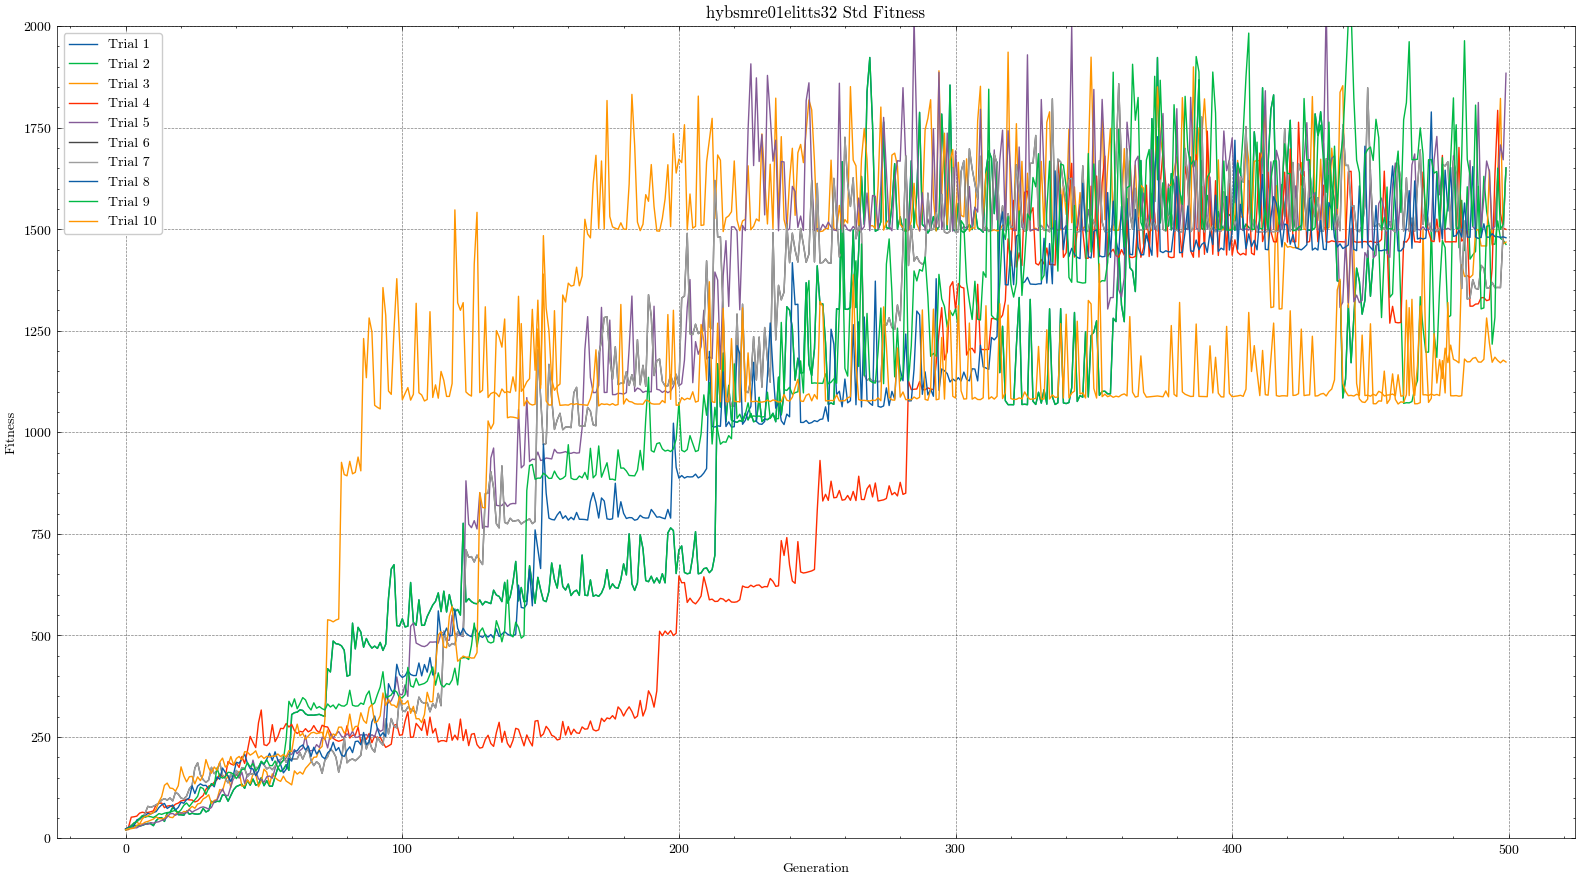 hybsmre01elitts32 Std Fitness
2000
1750
1500
1250
1000
750
500
250
0
Fitness
Trial 1
Trial 2
Trial 3
Trial 4
Trial 5
Trial 6
Trial 7
Trial 8
Trial 9
Trial 10
0 100 200 300 400 500
Generation